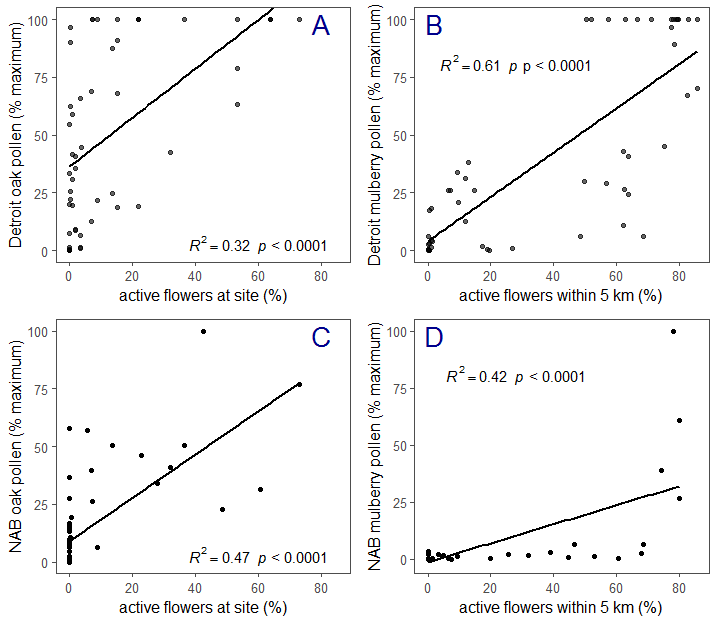 A
Detroit oak pollen (% maximum)
100
75
50
25
0
R² = 0.32 p < 0.0001
0 20 40 60 80
active flowers at site (%)
B
Detroit mulberry pollen (% maximum)
100
75
50
25
0
R² = 0.61 p p < 0.0001
0 20 40 60 80
active flowers within 5 km (%)
C
NAB oak pollen (% maximum)
100
75
50
25
0
R² = 0.47 p < 0.0001
0 20 40 60 80
active flowers at site (%)
D
NAB mulberry pollen (% maximum)
100
75
50
25
0
R² = 0.42 p < 0.0001
0 20 40 60 80
active flowers within 5 km (%)